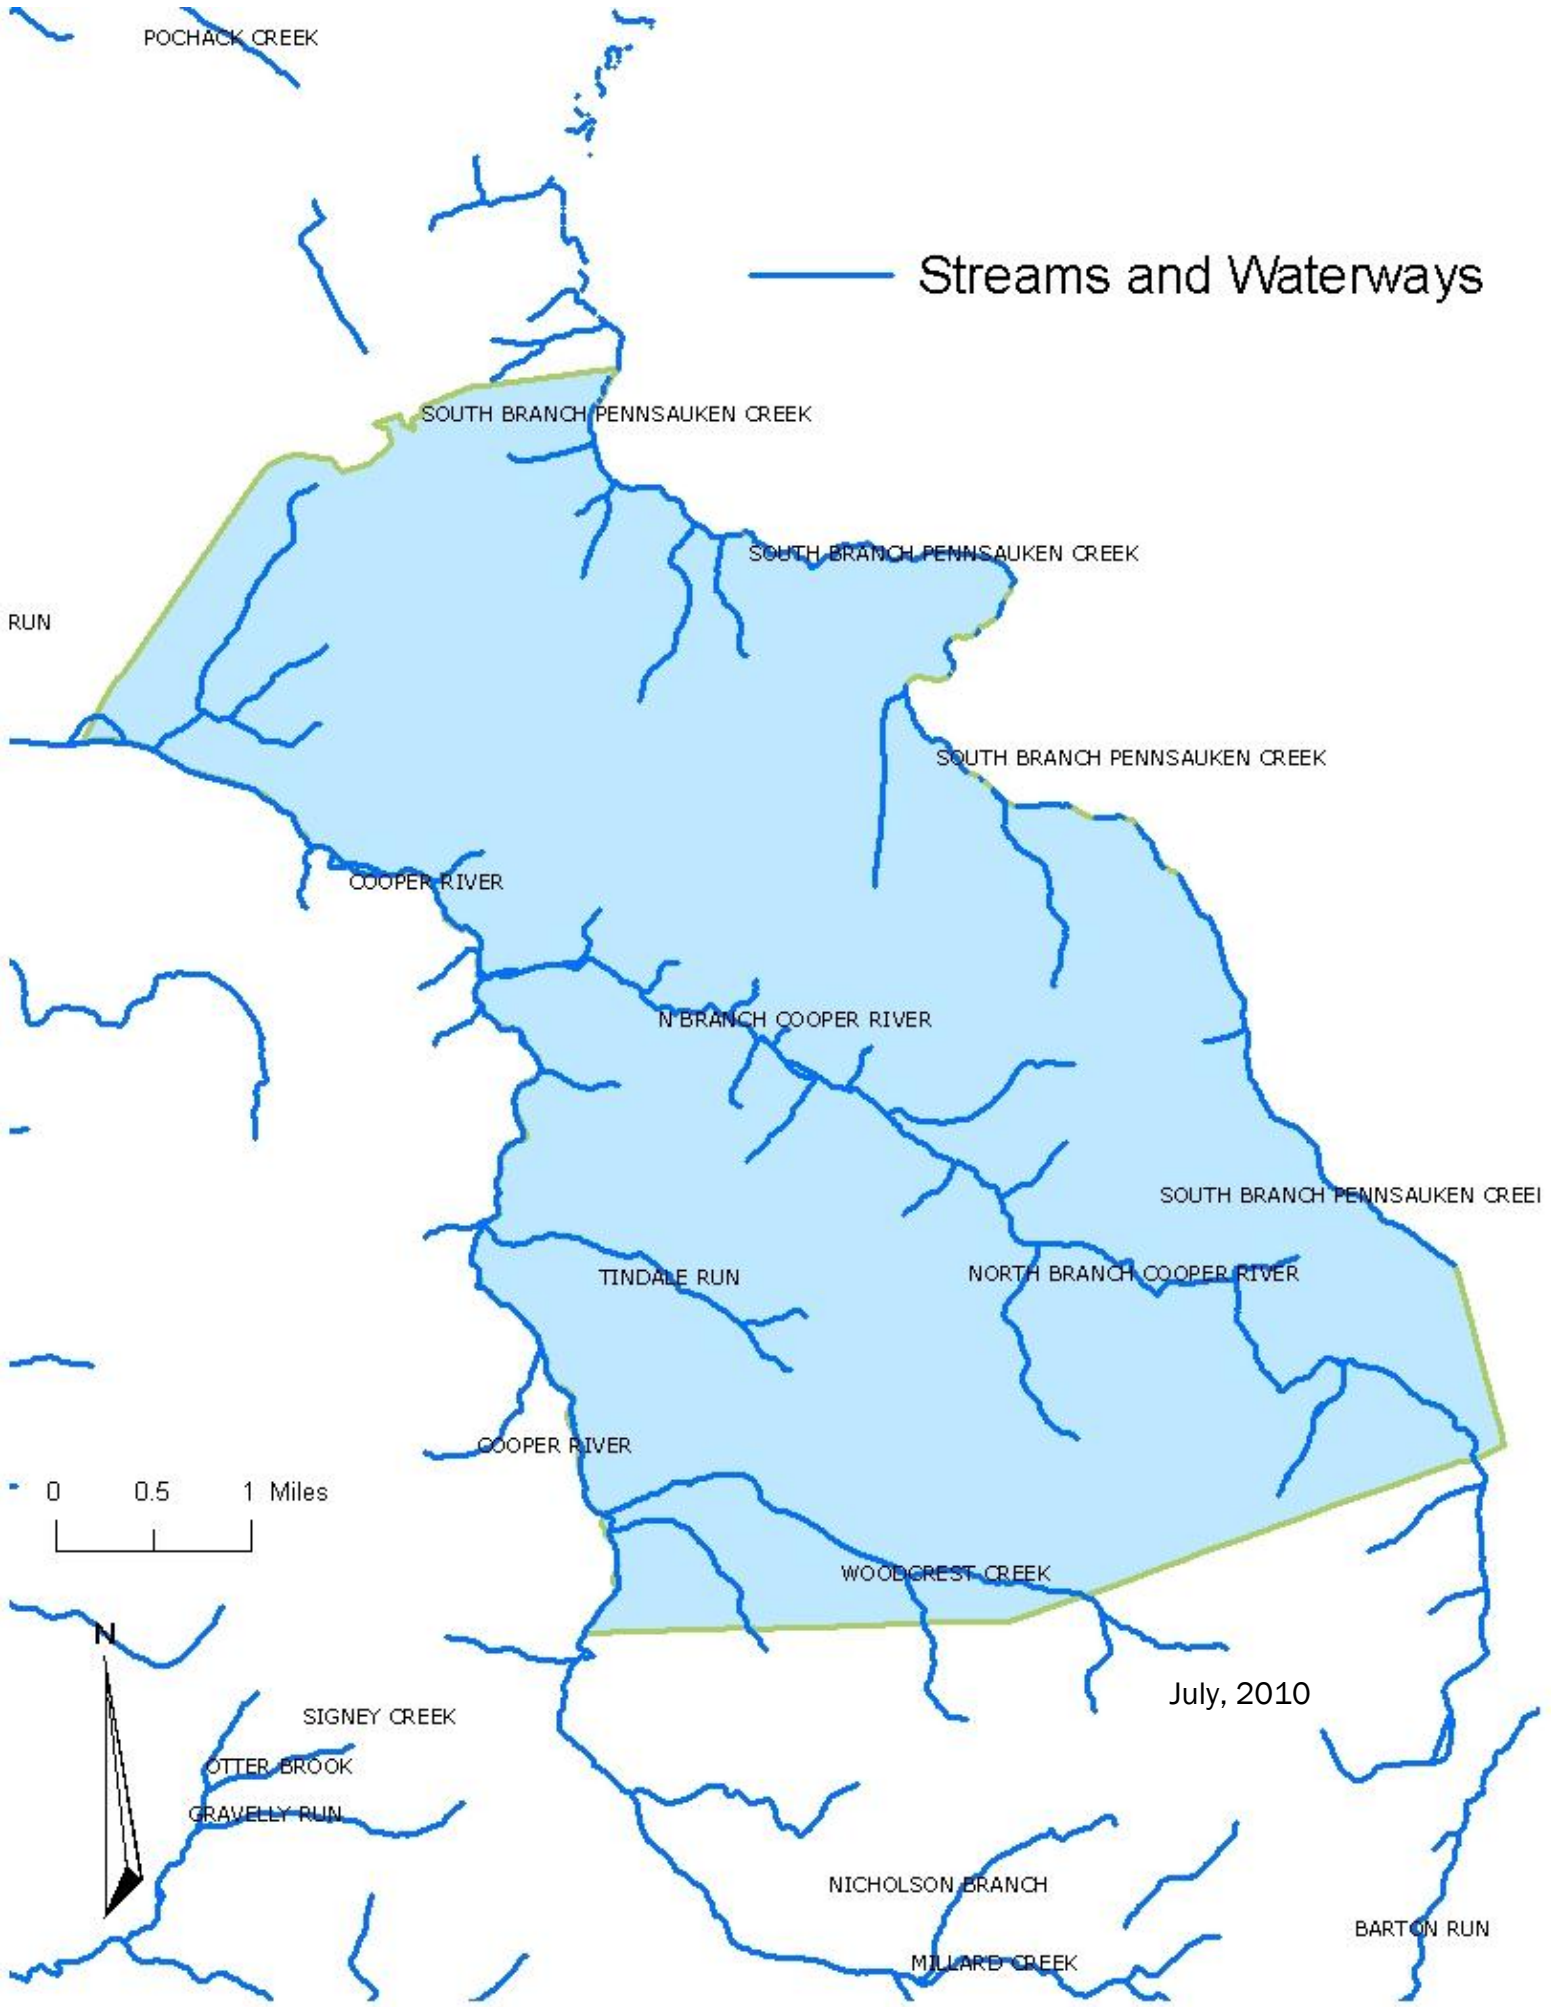 POCHACK CREEK
Streams and Waterways
SOUTH BRANCH PENNSAUKEN CREEK
SOUTH BRANCH PENNSAUKEN CREEK
RUN
SOUTH BRANCH PENNSAUKEN CREEK
COOPER RIVER
N BRANCH COOPER RIVER
SOUTH BRANCH PENNSAUKEN CREEI
NORTH BRANCH COOPER RIVER
TINDALE RUN
COOPER RIVER
0 0.5 1 Miles
WOODCREST CREEK
N
July, 2010
SIGNEY CREEK
OTTER BROOK
GRAVELLY RUN
NICHOLSON BRANCH
BARTON RUN
MILLARD CREEK